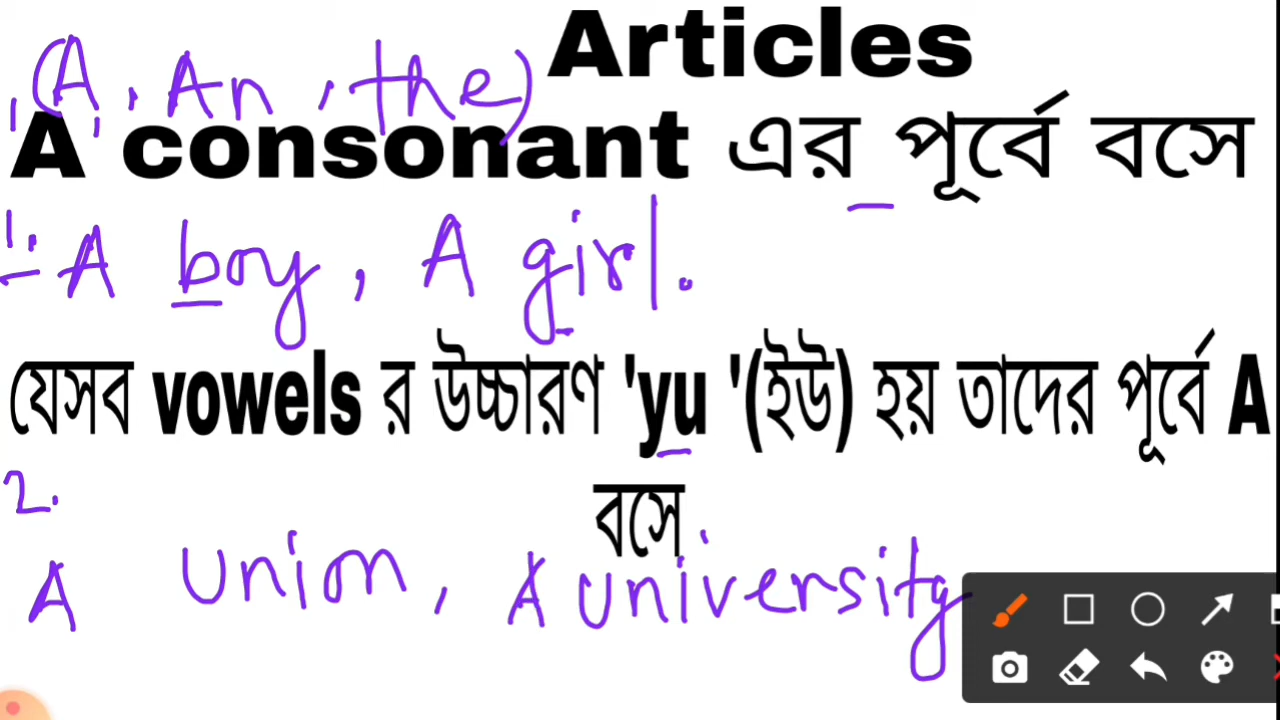 Articles
(A, An, the)
A consonant এর পূর্বে বসে
1. A boy, A girl.
যেসব vowels র উচ্চারণ 'yu '(ইউ) হয় তাদের পূর্বে A
বসে
2.
A union, A university